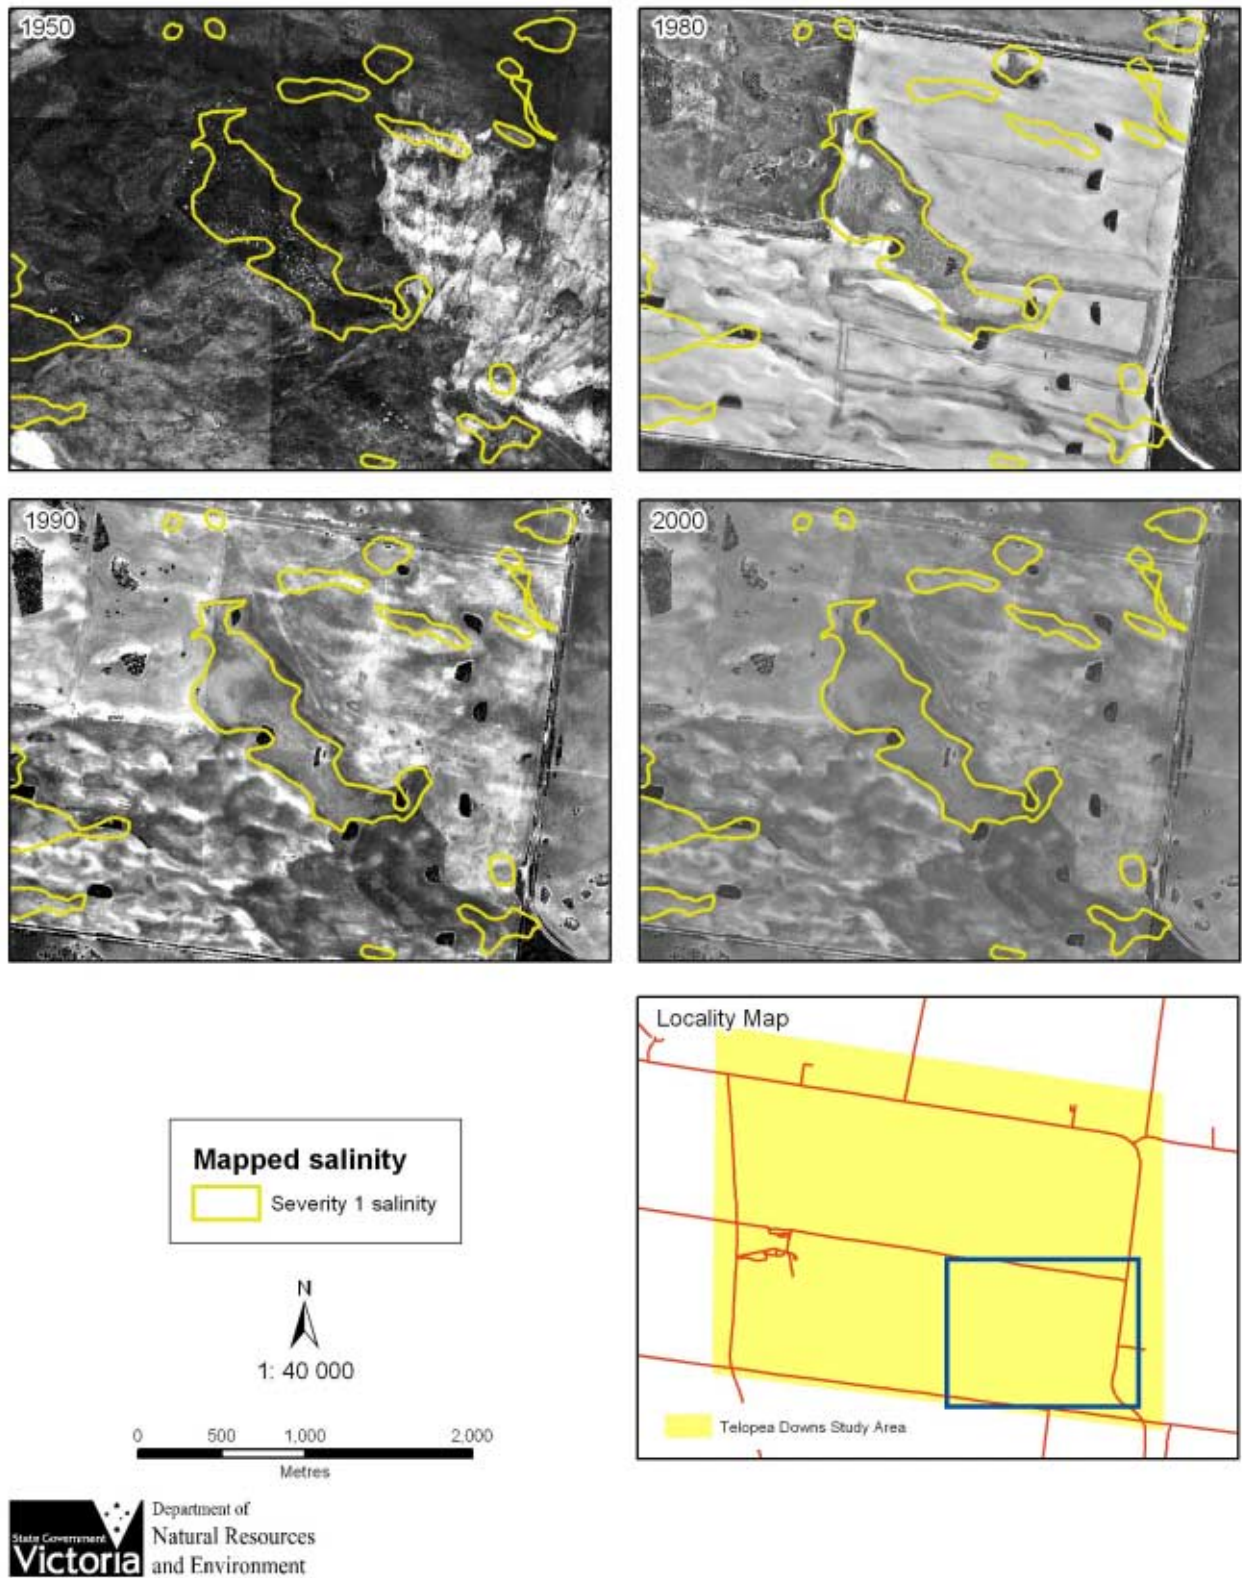 1950
1980
1990
2000
Locality Map
Telopea Downs Study Area
Mapped salinity
Severity 1 salinity
N
1: 40 000
0 500 1,000 2,000
Metres
State Government
Victoria
Department of
Natural Resources
and Environment